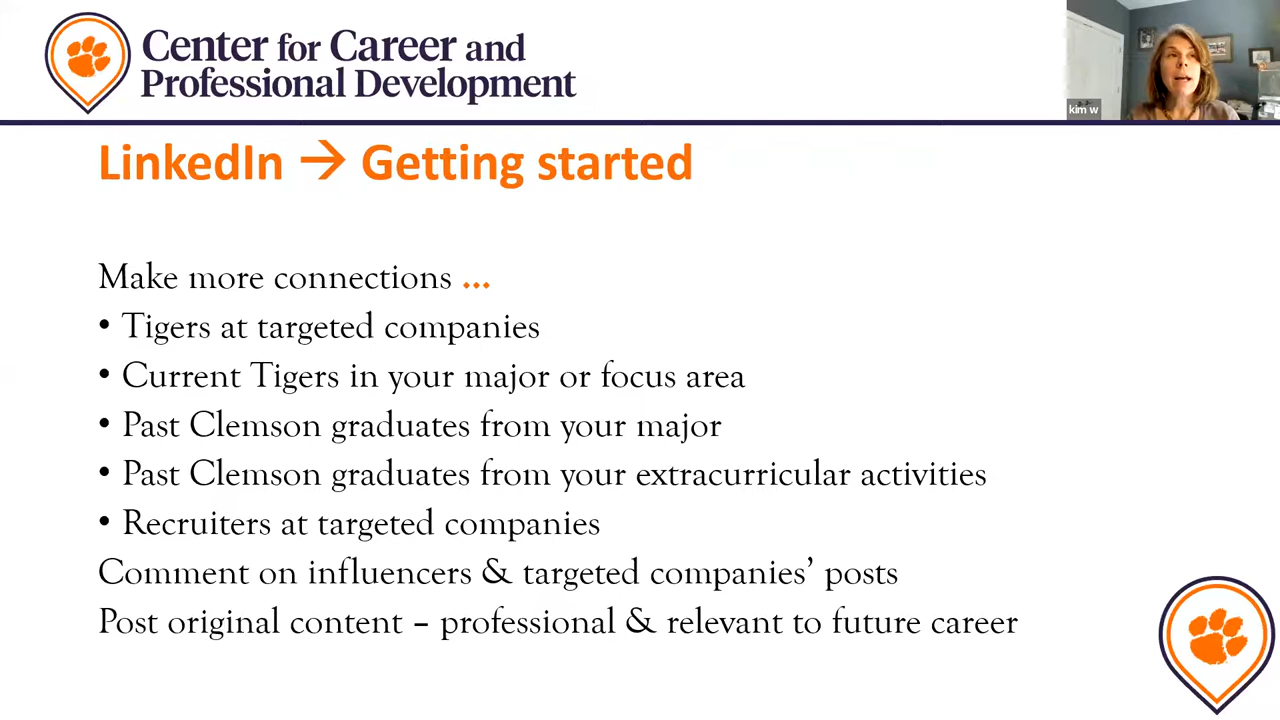 Center for Career and
Professional Development
kim w
LinkedIn → Getting started
Make more connections ...
• Tigers at targeted companies
• Current Tigers in your major or focus area
• Past Clemson graduates from your major
• Past Clemson graduates from your extracurricular activities
• Recruiters at targeted companies
Comment on influencers & targeted companies’ posts
Post original content – professional & relevant to future career